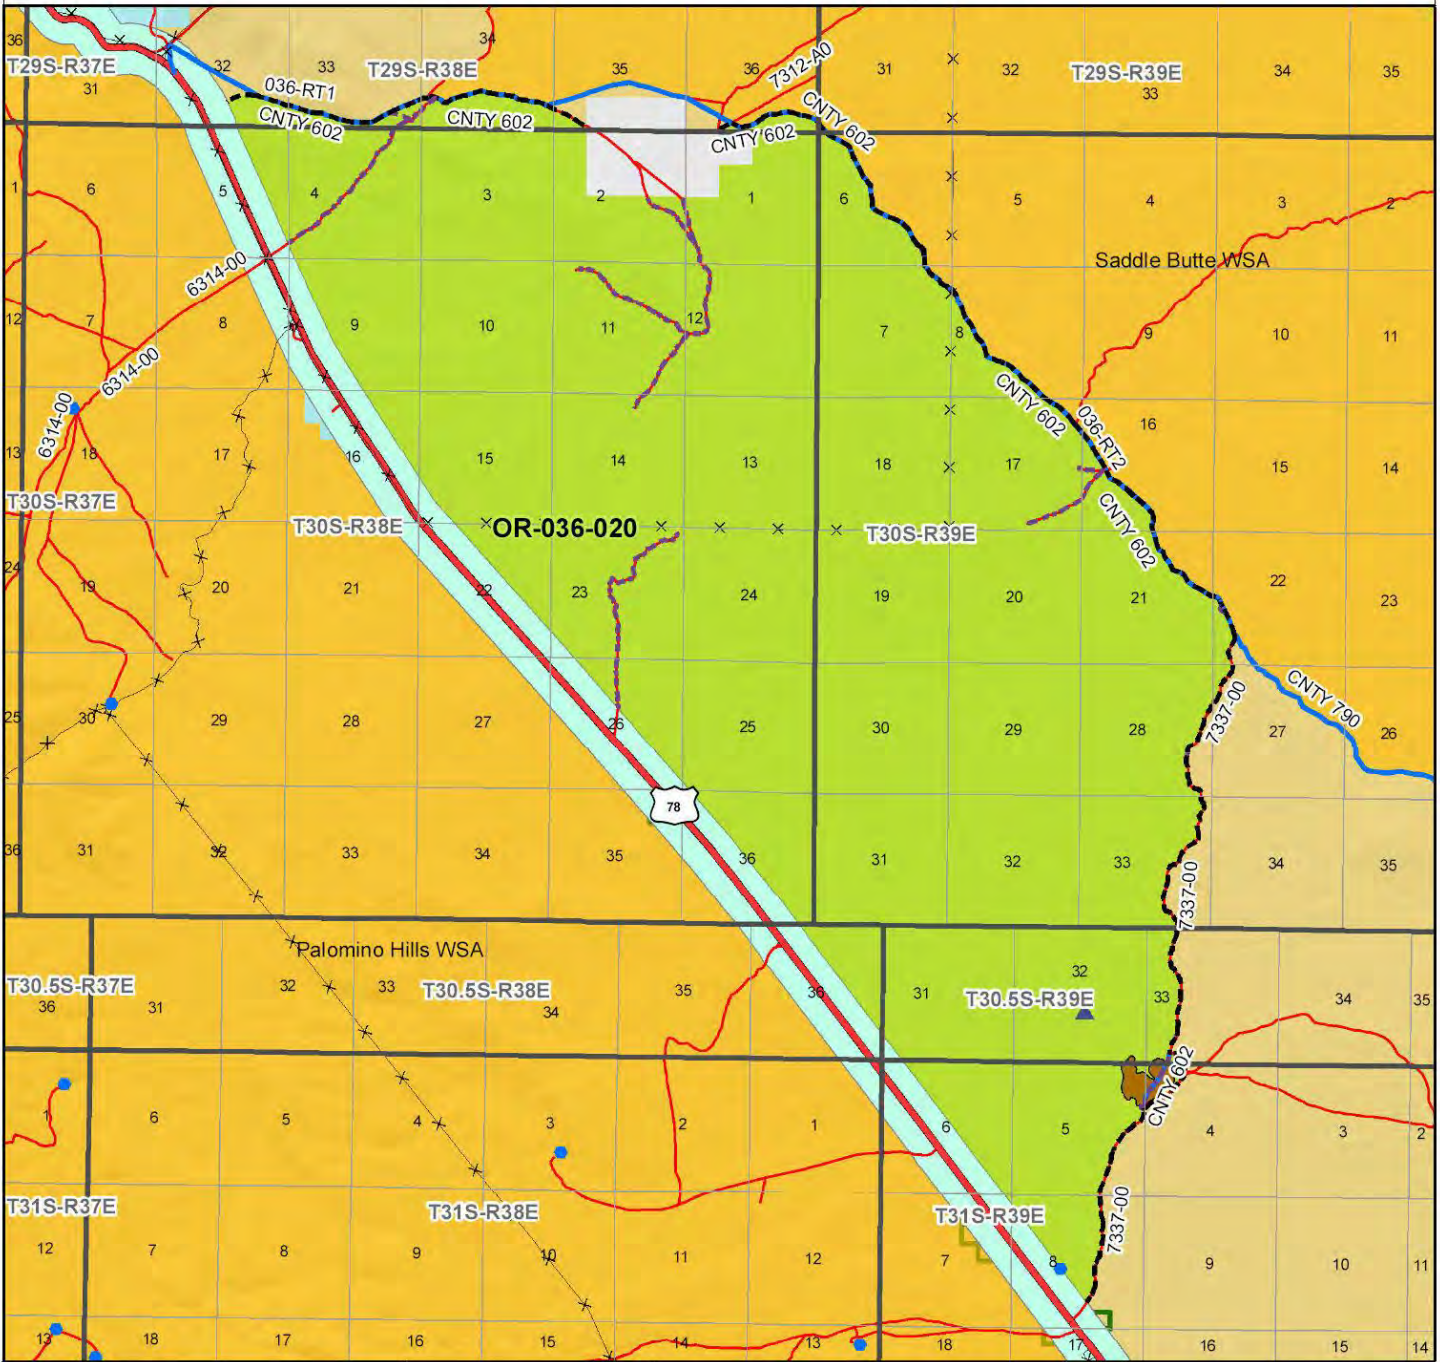 36 32 33 34 35 36 31 32 33 34 35
T29S-R37E T29S-R38E T29S-R39E
31
036-RT1
7312-A0
CNTY 602 CNTY 602 CNTY 602 CNTY 602
1 6 5 4 3 2 1 6 5 4 3 2
6314-00
Saddle Butte WSA
12 7 8 9 10 11 12 7 8 9 10 11
6314-00
6314-00
CNTY 602
036-RT2
13 18 17 16 15 14 13 18 17 16 15 14
T30S-R37E T30S-R38E OR-036-020 T30S-R39E
CNTY 602
24 19 20 21 22 23 24 19 20 21 22 23
7337-00
CNTY 790
25 30 29 28 27 26 25 30 29 28 27 26
78
36 31 32 33 34 35 36 31 32 33 34 35
7337-00
Palomino Hills WSA
T30.5S-R37E T30.5S-R38E T30.5S-R39E
36 31 32 33 34 35 36 31 32 33 34 35
CNTY 602
1 6 5 4 3 2 1 6 5 4 3 2
T31S-R37E T31S-R38E T31S-R39E
7337-00
12 7 8 9 10 11 12 7 8 9 10 11
13 18 17 16 15 14 13 18 17 16 15 14